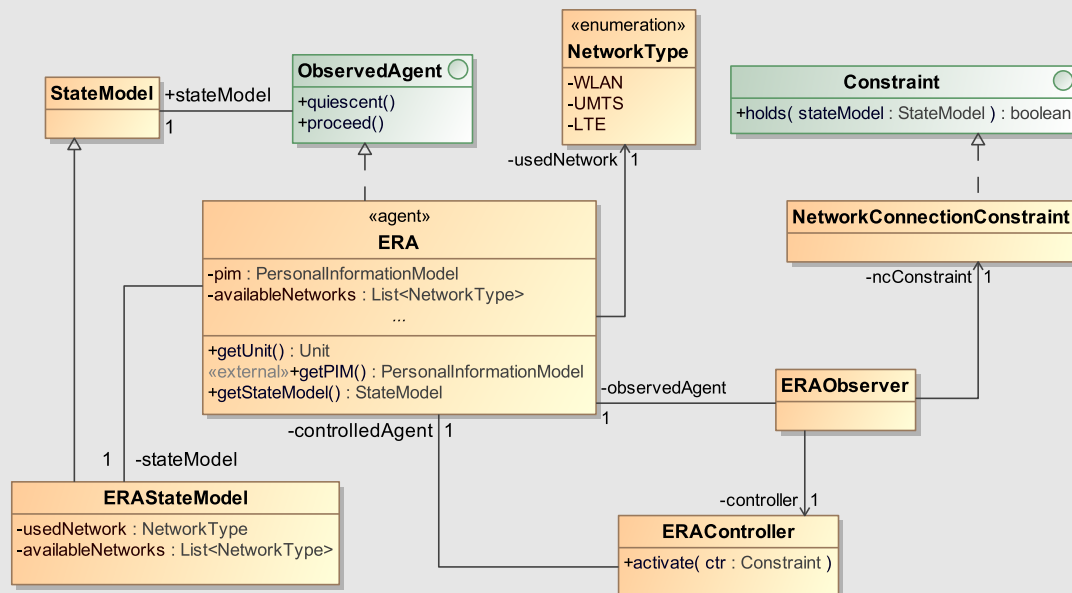 «enumeration»
NetworkType
-WLAN
-UMTS
-LTE
ObservedAgent
+quiescent()
+proceed()
StateModel
+stateModel
1
Constraint
+holds( stateModel : StateModel ) : boolean
-usedNetwork
1
«agent»
ERA
-pim : PersonalInformationModel
-availableNetworks : List<NetworkType>
...
+getUnit() : Unit
«external»+getPIM() : PersonalInformationModel
+getStateModel() : StateModel
NetworkConnectionConstraint
-ncConstraint
1
-observedAgent
1
ERAObserver
-controlledAgent
1
1
-stateModel
ERAStateModel
-usedNetwork : NetworkType
-availableNetworks : List<NetworkType>
-controller
1
ERAController
+activate( ctr : Constraint )